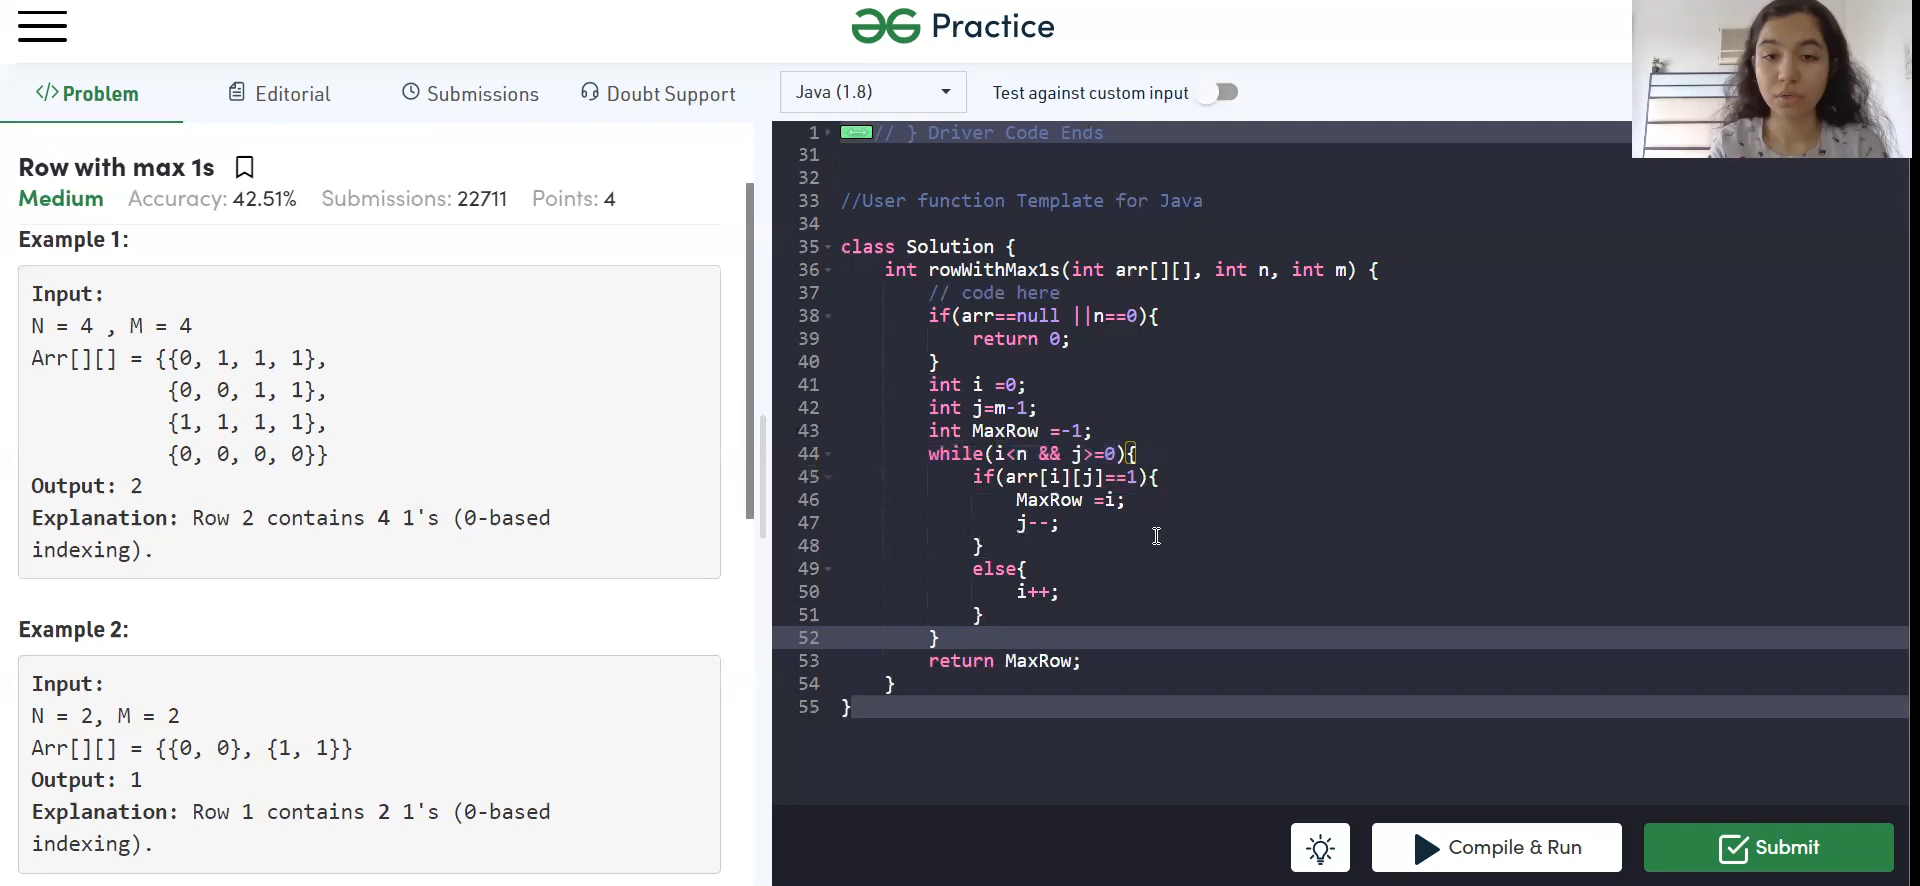 GG Practice
</>Problem
Editorial
Submissions
Doubt Support
Row with max 1s
Medium Accuracy: 42.51% Submissions: 22711 Points: 4
Example 1:
Input:
N = 4 , M = 4
Arr[][] = {{0, 1, 1, 1},
{0, 0, 1, 1},
{1, 1, 1, 1},
{0, 0, 0, 0}}
Output: 2
Explanation: Row 2 contains 4 1's (0-based
indexing).
Example 2:
Input:
N = 2, M = 2
Arr[][] = {{0, 0}, {1, 1}}
Output: 1
Explanation: Row 1 contains 2 1's (0-based
indexing).
Java (1.8)
Test against custom input
1 // } Driver Code Ends
31
32
33 //User function Template for Java
34
35 class Solution {
36 int rowWithMax1s(int arr[][], int n, int m) {
37 // code here
38 if(arr==null ||n==0){
39 return 0;
40 }
41 int i =0;
42 int j=m-1;
43 int MaxRow =-1;
44 while(i<n && j>=0){
45 if(arr[i][j]==1){
46 MaxRow =i;
47 j--;
48 }
49 else{
50 i++;
51 }
52 }
53 return MaxRow;
54 }
55 }
Compile & Run
Submit